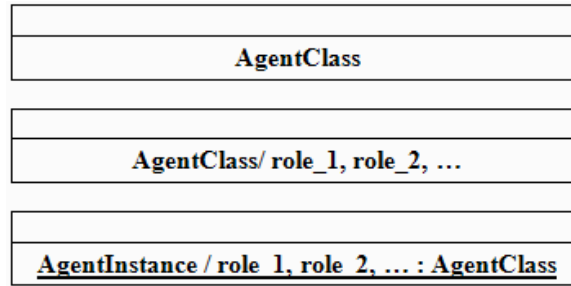 AgentClass
AgentClass/ role_1, role_2, …
AgentInstance / role_1, role_2, … : AgentClass